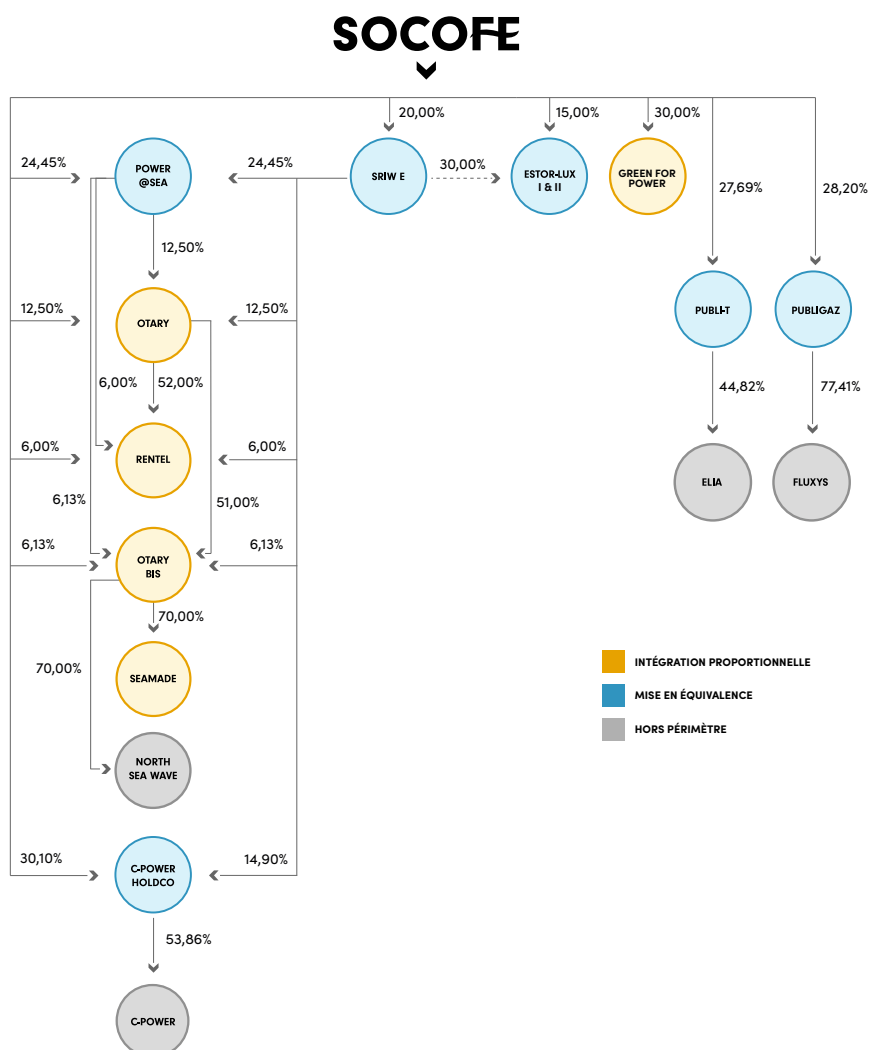 SOCOFE
20,00%
15,00%
30,00%
24,45%
POWER
@SEA
24,45%
SRIW E
30,00%
ESTOR-LUX
I & II
GREEN FOR
POWER
27,69%
28,20%
12,50%
12,50%
OTARY
12,50%
PUBLI-T
PUBLIGAZ
6,00%
52,00%
44,82%
77,41%
6,00%
RENTEL
6,00%
ELIA
FLUXYS
6,13%
51,00%
6,13%
OTARY
BIS
6,13%
70,00%
70,00%
SEAMADE
INTÉGRATION PROPORTIONNELLE
MISE EN ÉQUIVALENCE
HORS PÉRIMÈTRE
NORTH
SEA WAVE
30,10%
C-POWER
HOLDCO
14,90%
53,86%
C-POWER